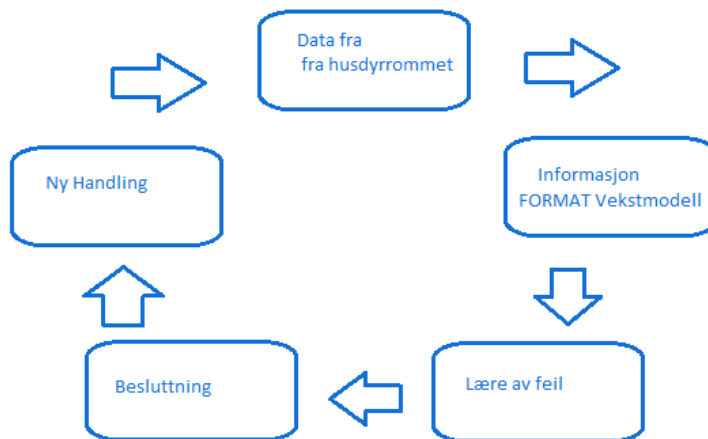 Data fra
fra husdyrrommet
Informasjon
FORMAT Vekstmodell
Lære av feil
Besluttning
Ny Handling